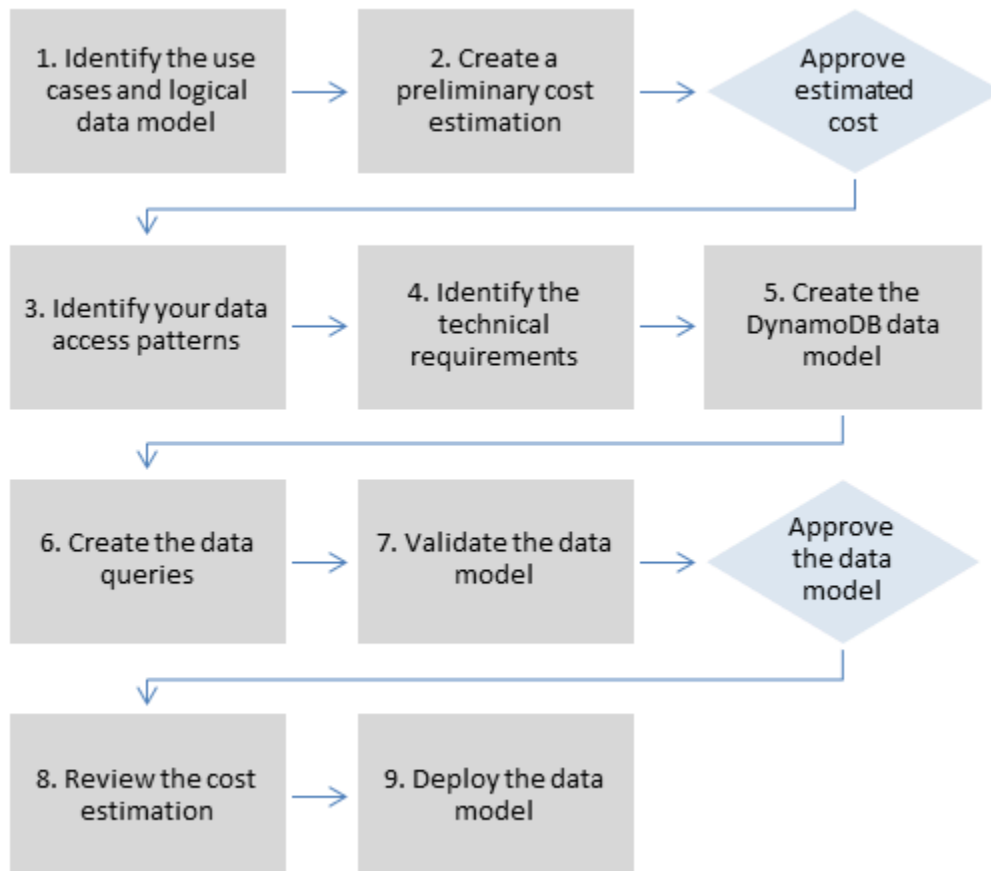 1. Identify the use
cases and logical
data model
2. Create a
preliminary cost
estimation
Approve
estimated
cost
3. Identify your data
access patterns
4. Identify the
technical
requirements
5. Create the
DynamoDB data
model
6. Create the data
queries
7. Validate the data
model
Approve
the data
model
8. Review the cost
estimation
9. Deploy the data
model